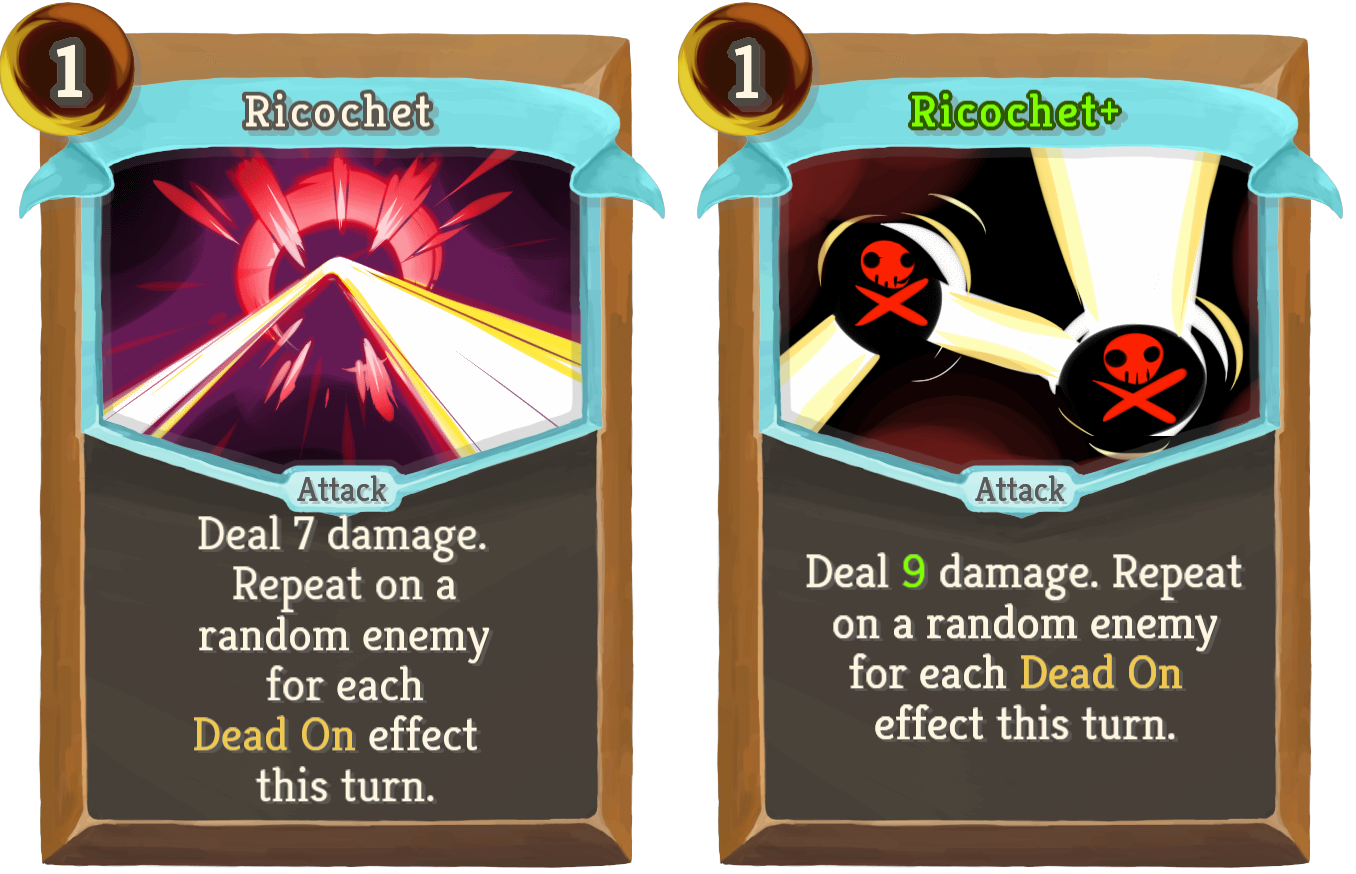 1
Ricochet
Attack
Deal 7 damage.
Repeat on a
random enemy
for each
Dead On effect
this turn.
1
Ricochet+
Attack
Deal 9 damage. Repeat
on a random enemy
for each Dead On
effect this turn.